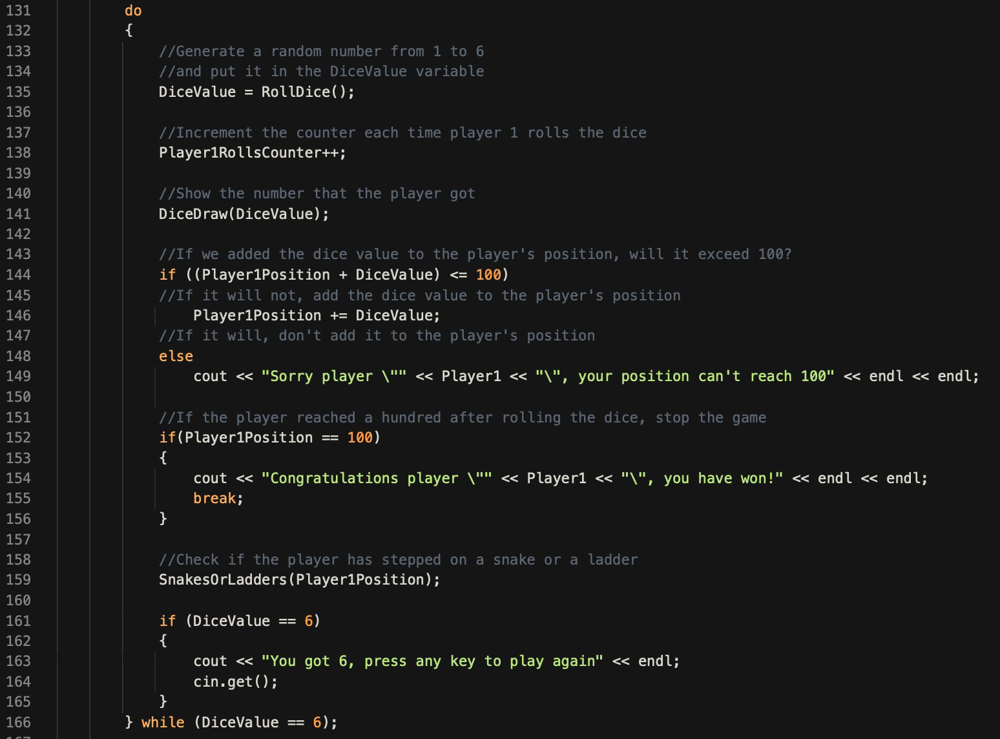 131 do
132 {
133 //Generate a random number from 1 to 6
134 //and put it in the DiceValue variable
135 DiceValue = RollDice();
136
137 //Increment the counter each time player 1 rolls the dice
138 Player1RollsCounter++;
139
140 //Show the number that the player got
141 DiceDraw(DiceValue);
142
143 //If we added the dice value to the player's position, will it exceed 100?
144 if ((Player1Position + DiceValue) <= 100)
145 //If it will not, add the dice value to the player's position
146 Player1Position += DiceValue;
147 //If it will, don't add it to the player's position
148 else
149 cout << "Sorry player \"" << Player1 << "\", your position can't reach 100" << endl << endl;
150
151 //If the player reached a hundred after rolling the dice, stop the game
152 if(Player1Position == 100)
153 {
154 cout << "Congratulations player \"" << Player1 << "\", you have won!" << endl << endl;
155 break;
156 }
157
158 //Check if the player has stepped on a snake or a ladder
159 SnakesOrLadders(Player1Position);
160
161 if (DiceValue == 6)
162 {
163 cout << "You got 6, press any key to play again" << endl;
164 cin.get();
165 }
166 } while (DiceValue == 6);